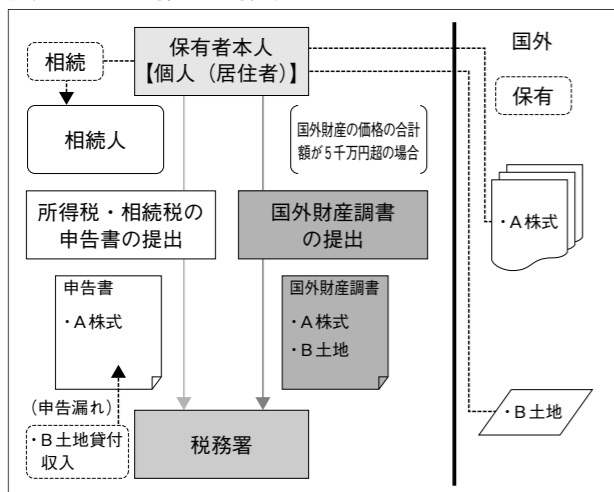 保有者本人
【個人（居住者）】
相続
相続人
国外財産の価格の合計
額が５千万円超の場合
所得税・相続税の
申告書の提出
国外財産調書
の提出
申告書
・Ａ株式
国外財産調書
・Ａ株式
・Ｂ土地
（申告漏れ）
・Ｂ土地貸付
収入
税務署
国外
保有
・Ａ株式
・Ｂ土地